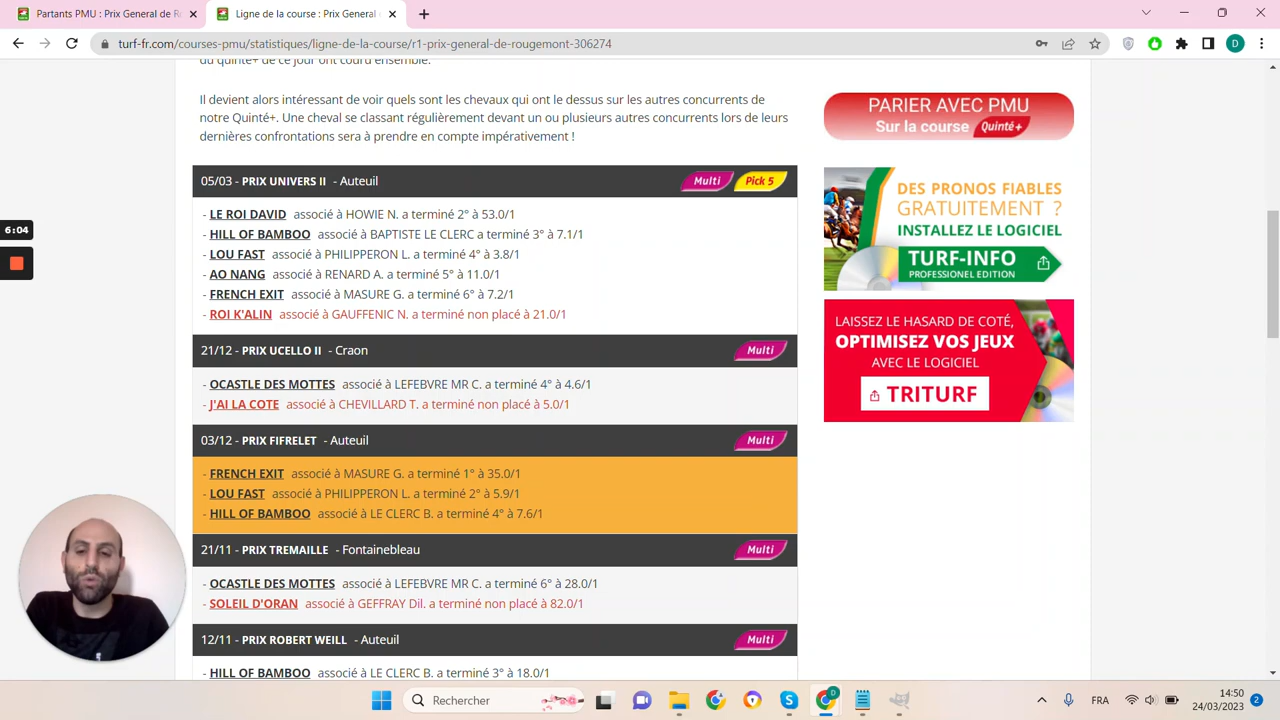 Partants PMU : Prix General de R
Ligne de la course : Prix General
turf-fr.com/courses-pmu/statistiques/ligne-de-la-course/r1-prix-general-de-rougemont-306274
D
du quinté+ de ce jour ont couru ensemble.
Il devient alors intéressant de voir quels sont les chevaux qui ont le dessus sur les autres concurrents de
notre Quinté+. Une cheval se classant régulièrement devant un ou plusieurs autres concurrents lors de leurs
dernières confrontations sera à prendre en compte impérativement !
PARIER AVEC PMU
Sur la course Quinté+
05/03 - PRIX UNIVERS II - Auteuil Multi Pick 5
- LE ROI DAVID associé à HOWIE N. a terminé 2° à 53.0/1
- HILL OF BAMBOO associé à BAPTISTE LE CLERC a terminé 3° à 7.1/1
- LOU FAST associé à PHILIPPERON L. a terminé 4° à 3.8/1
- AO NANG associé à RENARD A. a terminé 5° à 11.0/1
- FRENCH EXIT associé à MASURE G. a terminé 6° à 7.2/1
- ROI K'ALIN associé à GAUFFENIC N. a terminé non placé à 21.0/1
DES PRONOS FIABLES
GRATUITEMENT ?
INSTALLEZ LE LOGICIEL
TURF-INFO
PROFESSIONEL EDITION
6:04
21/12 - PRIX UCELLO II - Craon Multi
- OCASTLE DES MOTTES associé à LEFEBVRE MR C. a terminé 4° à 4.6/1
- J'AI LA COTE associé à CHEVILLARD T. a terminé non placé à 5.0/1
LAISSEZ LE HASARD DE COTÉ,
OPTIMISEZ VOS JEUX
AVEC LE LOGICIEL
TRITURF
03/12 - PRIX FIFRELET - Auteuil Multi
- FRENCH EXIT associé à MASURE G. a terminé 1° à 35.0/1
- LOU FAST associé à PHILIPPERON L. a terminé 2° à 5.9/1
- HILL OF BAMBOO associé à LE CLERC B. a terminé 4° à 7.6/1
21/11 - PRIX TREMAILLE - Fontainebleau Multi
- OCASTLE DES MOTTES associé à LEFEBVRE MR C. a terminé 6° à 28.0/1
- SOLEIL D'ORAN associé à GEFFRAY Dil. a terminé non placé à 82.0/1
12/11 - PRIX ROBERT WEILL - Auteuil Multi
- HILL OF BAMBOO associé à LE CLERC B. a terminé 3° à 18.0/1
Rechercher
D
FRA
14:50
24/03/2023
2